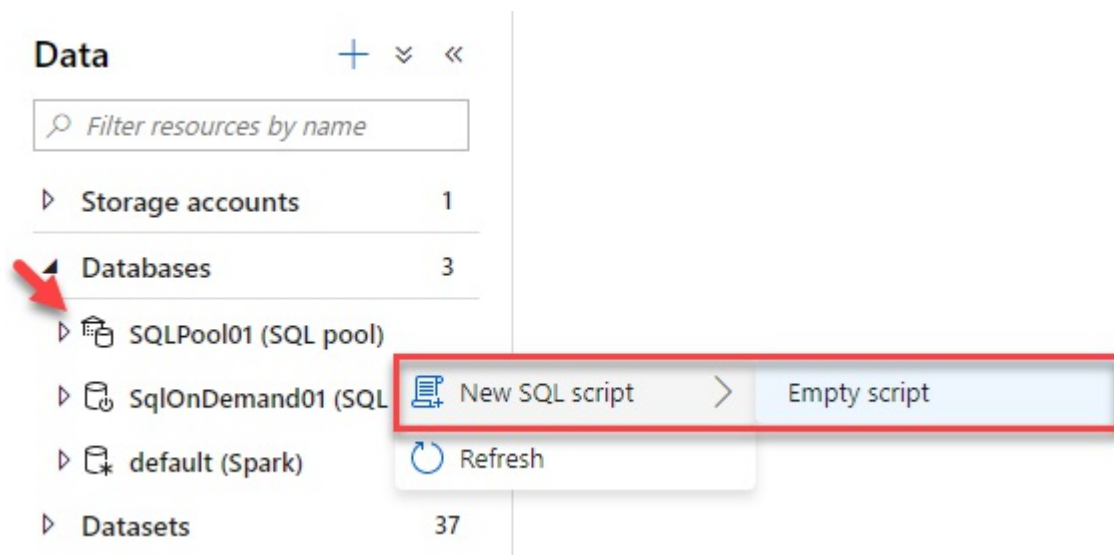 Data
Filter resources by name
Storage accounts 1
Databases 3
SQLPool01 (SQL pool)
SqlOnDemand01 (SQL
New SQL script
Empty script
default (Spark)
Refresh
Datasets 37